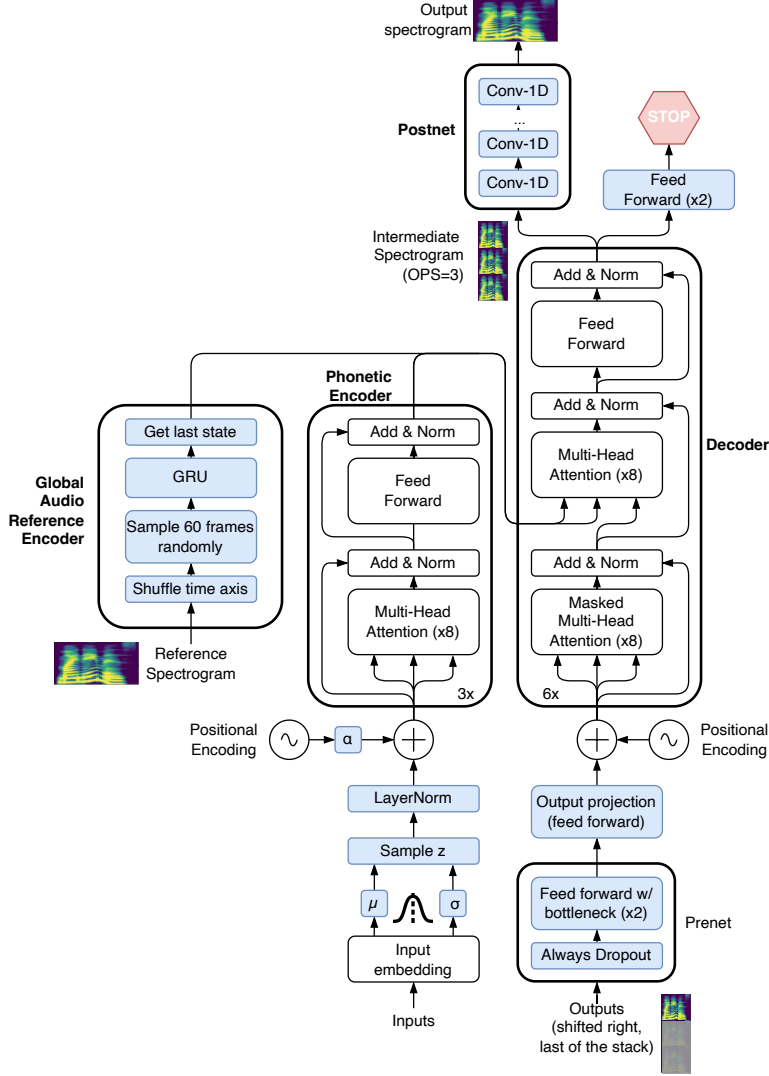 Output
spectrogram
Conv-1D
...
Conv-1D
Conv-1D
Postnet
STOP
Feed
Forward (x2)
Intermediate
Spectrogram
(OPS=3)
Add & Norm
Feed
Forward
Add & Norm
Multi-Head
Attention (x8)
Add & Norm
Masked
Multi-Head
Attention (x8)
6x
Decoder
Phonetic
Encoder
Add & Norm
Feed
Forward
Add & Norm
Multi-Head
Attention (x8)
3x
Global
Audio
Reference
Encoder
Get last state
GRU
Sample 60 frames
randomly
Shuffle time axis
Reference
Spectrogram
Positional
Encoding
α
Positional
Encoding
LayerNorm
Sample z
μ
σ
Input
embedding
Inputs
Output projection
(feed forward)
Feed forward w/
bottleneck (x2)
Always Dropout
Prenet
Outputs
(shifted right,
last of the stack)